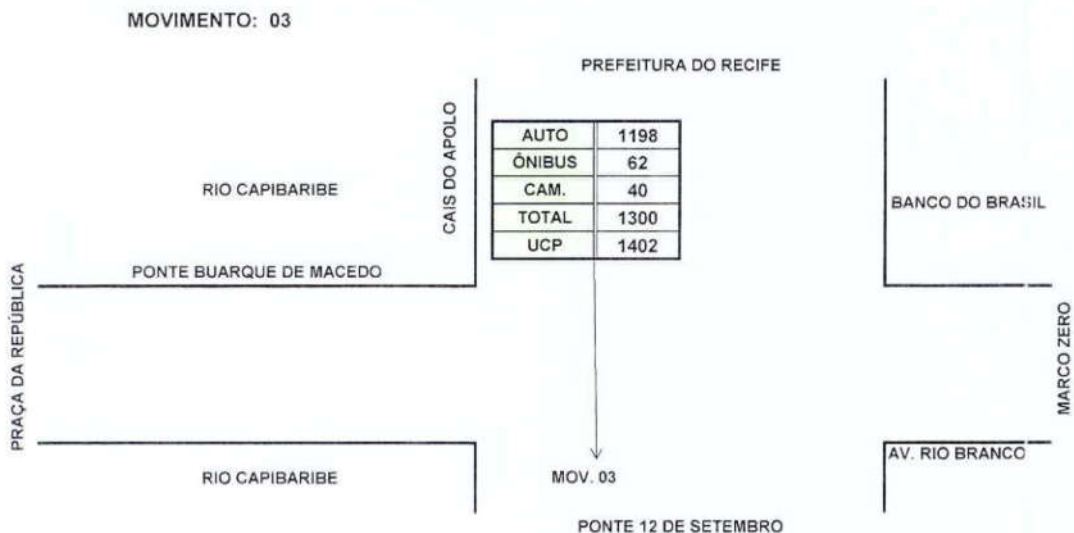 MOVIMENTO: 03
PREFEITURA DO RECIFE
CAIS DO APOLO
AUTO 1198
ÔNIBUS 62
CAM. 40
TOTAL 1300
UCP 1402
RIO CAPIBARIBE
BANCO DO BRASIL
PONTE BUARQUE DE MACEDO
PRAÇA DA REPÚBLICA
MARCO ZERO
AV. RIO BRANCO
RIO CAPIBARIBE
MOV. 03
PONTE 12 DE SETEMBRO